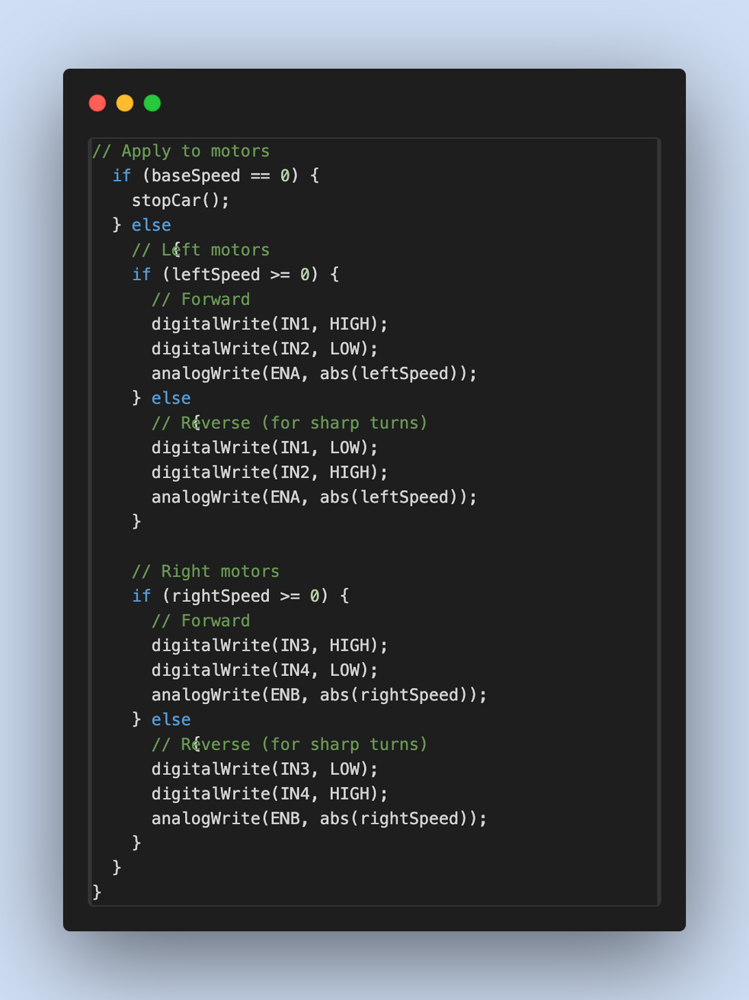 // Apply to motors
  if (baseSpeed == 0) {
    stopCar();
  } else {
    // Left motors
    if (leftSpeed >= 0) {
      // Forward
      digitalWrite(IN1, HIGH);
      digitalWrite(IN2, LOW);
      analogWrite(ENA, abs(leftSpeed));
    } else {
      // Reverse (for sharp turns)
      digitalWrite(IN1, LOW);
      digitalWrite(IN2, HIGH);
      analogWrite(ENA, abs(leftSpeed));
    }

    // Right motors
    if (rightSpeed >= 0) {
      // Forward
      digitalWrite(IN3, HIGH);
      digitalWrite(IN4, LOW);
      analogWrite(ENB, abs(rightSpeed));
    } else {
      // Reverse (for sharp turns)
      digitalWrite(IN3, LOW);
      digitalWrite(IN4, HIGH);
      analogWrite(ENB, abs(rightSpeed));
    }
  }
}